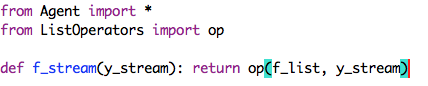 from Agent import *
from ListOperators import op
def f_stream(y_stream): return op(f_list, y_stream)